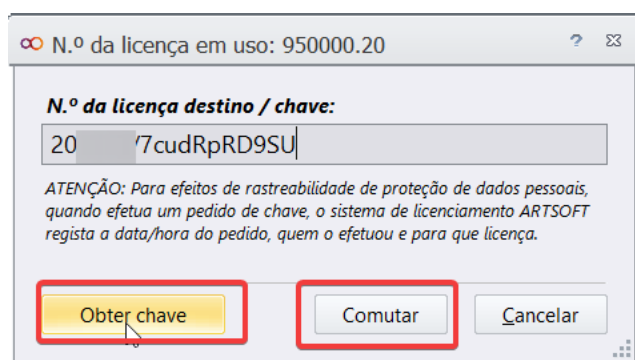 N.º da licença em uso: 950000.20
N.º da licença destino / chave:
20 /7cudRpRD9SU
ATENÇÃO: Para efeitos de rastreabilidade de proteção de dados pessoais,
quando efetua um pedido de chave, o sistema de licenciamento ARTSOFT
regista a data/hora do pedido, quem o efetuou e para que licença.
Obter chave Comutar Cancelar